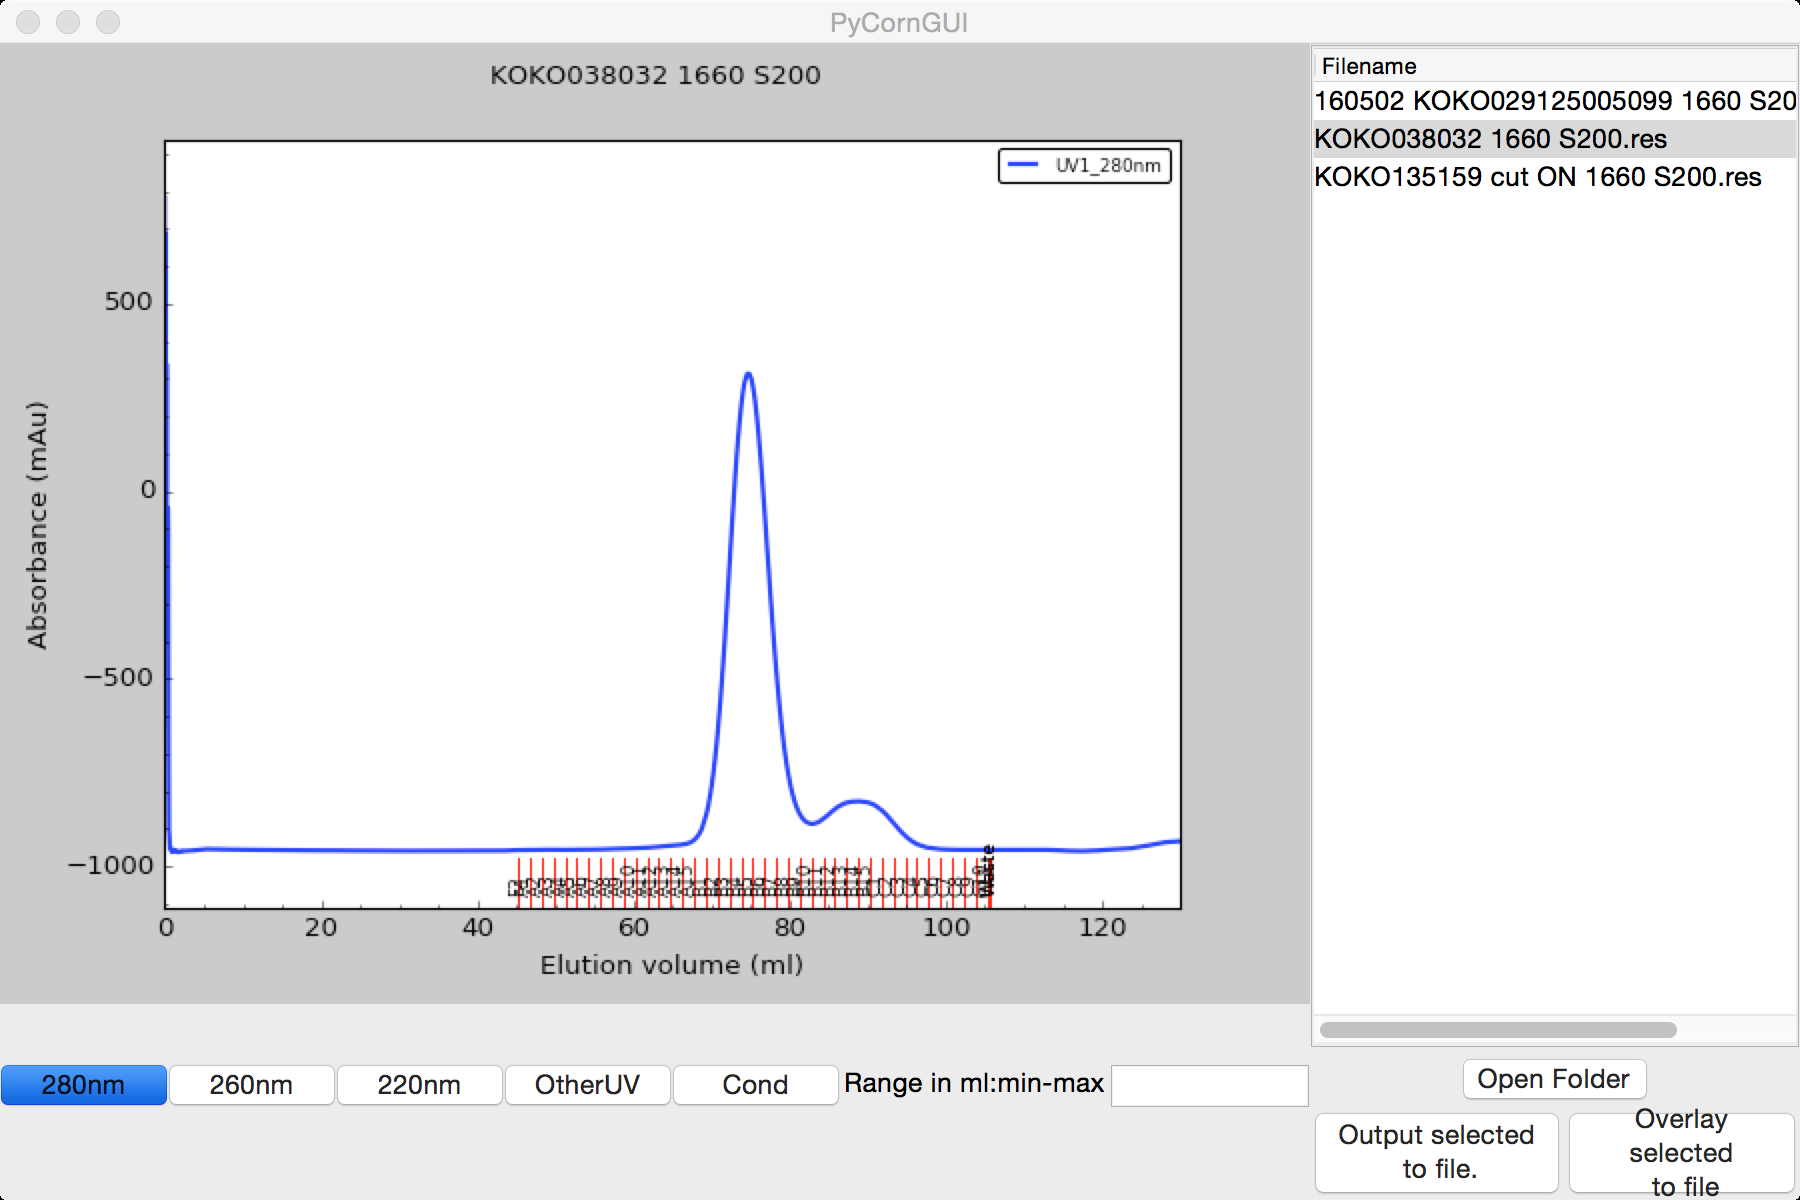 PyCornGUI
KOKO038032 1660 S200
UV1_280nm
500
0
−500
−1000
Absorbance (mAu)
0 20 40 60 80 100 120
Elution volume (ml)
Filename
160502 KOKO029125005099 1660 S20
KOKO038032 1660 S200.res
KOKO135159 cut ON 1660 S200.res
280nm
260nm
220nm
OtherUV
Cond
Range in ml:min-max
Open Folder
Output selected
to file.
Overlay
selected
to file